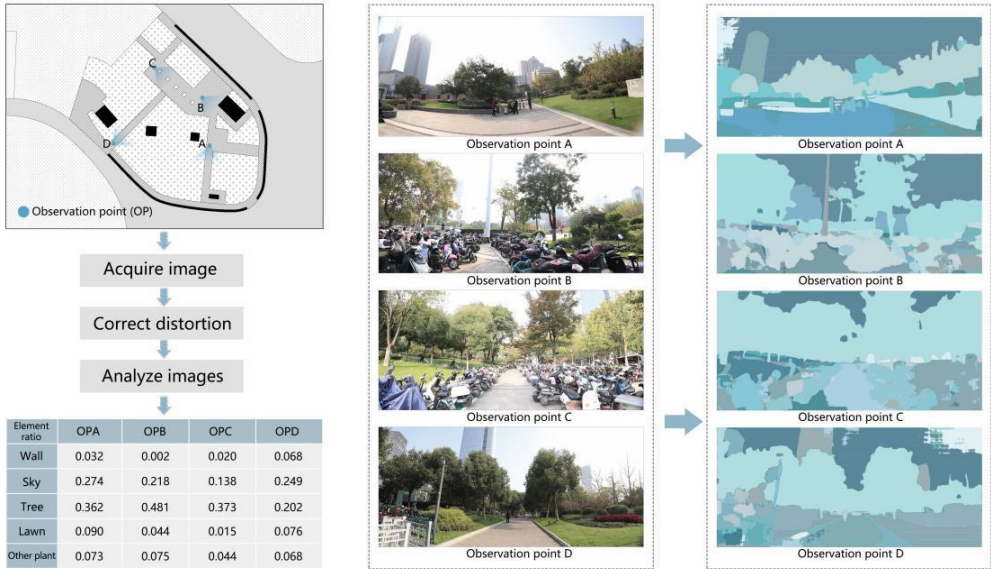 C
B
D
A
Observation point (OP)
Acquire image
Correct distortion
Analyze images
Element ratio OPA OPB OPC OPD
Wall 0.032 0.002 0.020 0.068
Sky 0.274 0.218 0.138 0.249
Tree 0.362 0.481 0.373 0.202
Lawn 0.090 0.044 0.015 0.076
Other plant 0.073 0.075 0.044 0.068
Observation point A
Observation point B
Observation point C
Observation point D
Observation point A
Observation point B
Observation point C
Observation point D